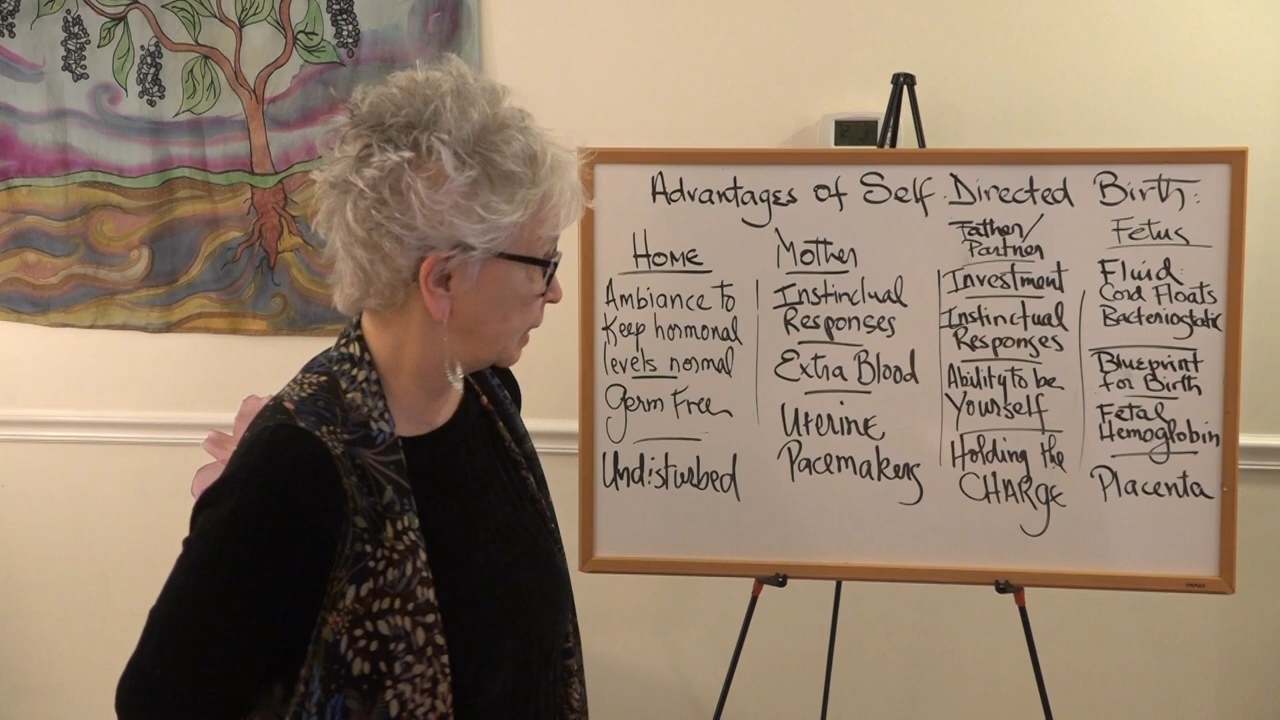 Advantages of Self-Directed Birth:
Home
Ambiance to
Keep hormonal
levels normal
Germ Free
Undisturbed
Mother
Instinctual
Responses
Extra Blood
Uterine
Pacemakers
Father/
Partner
Investment
Instinctual
Responses
Ability to be
Yourself
Holding the
CHARge
Fetus
Fluid:
Cord Floats
Bacteriostatic
Blueprint
for Birth
Fetal
Hemoglobin
Placenta